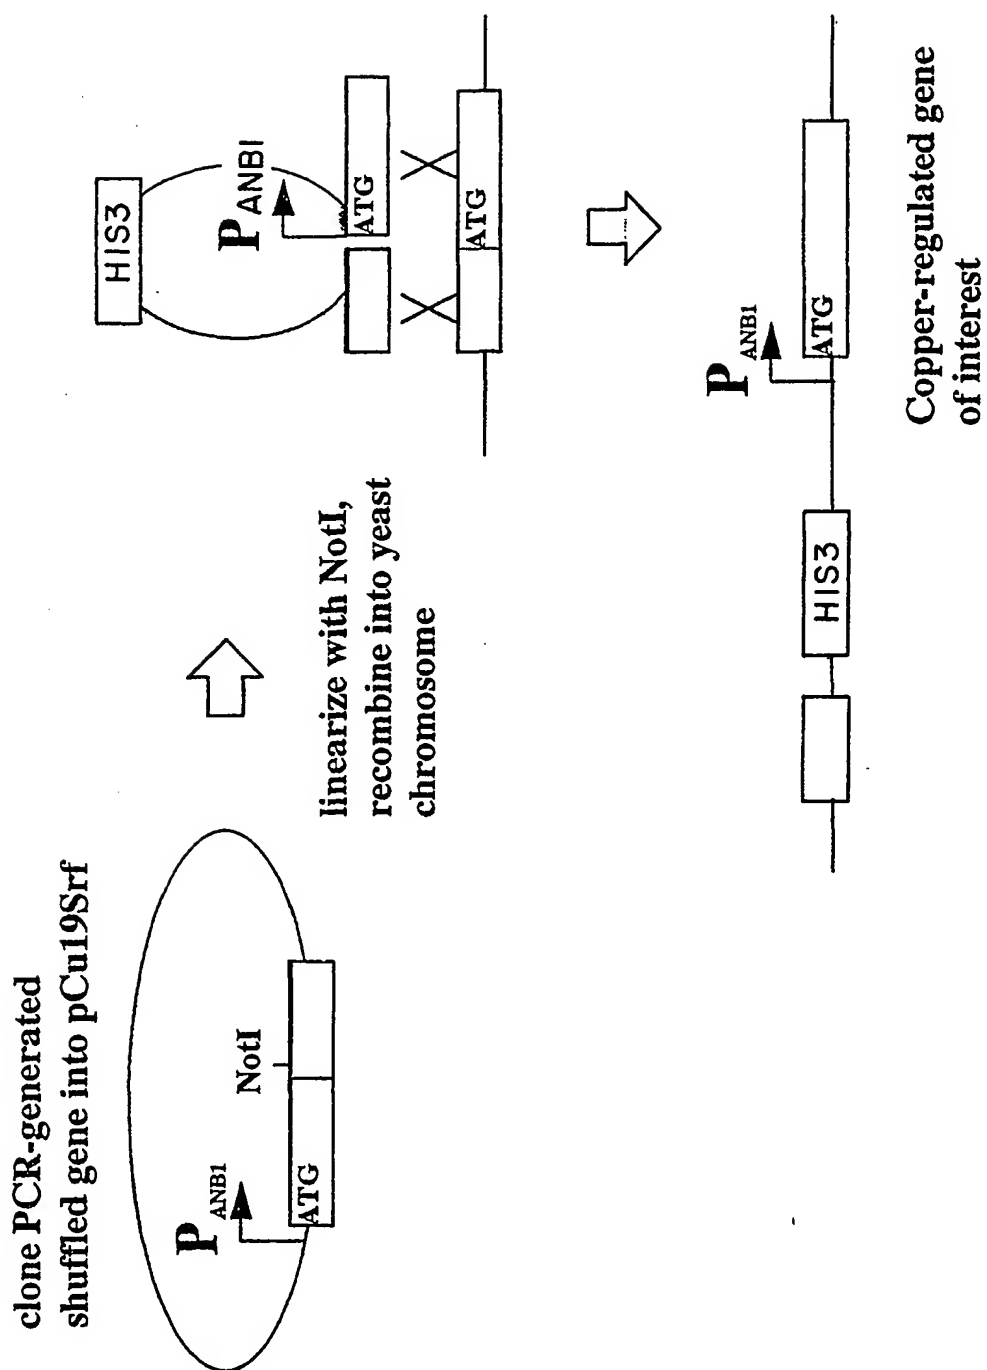 clone PCR-generated
shuffled gene into pCu19Srf
P ANB1
NotI
ATG
linearize with NotI,
recombine into yeast
chromosome
HIS3
P ANB1
ATG
ATG
P ANB1
HIS3
ATG
Copper-regulated gene
of interest